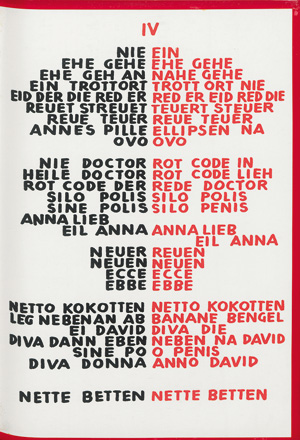 IV
NIE EIN
EHE GEHE EHE GEHE
EHE GEH AN NAHE GEHE
EIN TROTTORT TROTT ORT NIE
EID DER DIE RED ER RED ER EID RED DIE
REUET STREUER TEUERT STEUER
REUE TEUER REUE TEUER
ANNES PILLE ELLIPSEN NA
OVO OVO
NIE DOCTOR ROT CODE IN
HEILE DOCTOR ROT CODE LIEH
ROT CODE DER REDE DOCTOR
SILO POLIS SILO POLIS
SINE POLIS SILO PENIS
ANNA LIEB
EIL ANNA ANNA LIEB
EIL ANNA
NEUER REUEN
NEUEN NEUEN
ECCE ECCE
EBBE EBBE
NETTO KOKOTTEN NETTO KOKOTTEN
LEG NEBENAN AB BANANE BENGEL
EI DAVID DIVA DIE
DIVA DANN EBEN NEBEN NA DAVID
SINE PO O PENIS
DIVA DONNA ANNO DAVID
NETTE BETTEN NETTE BETTEN